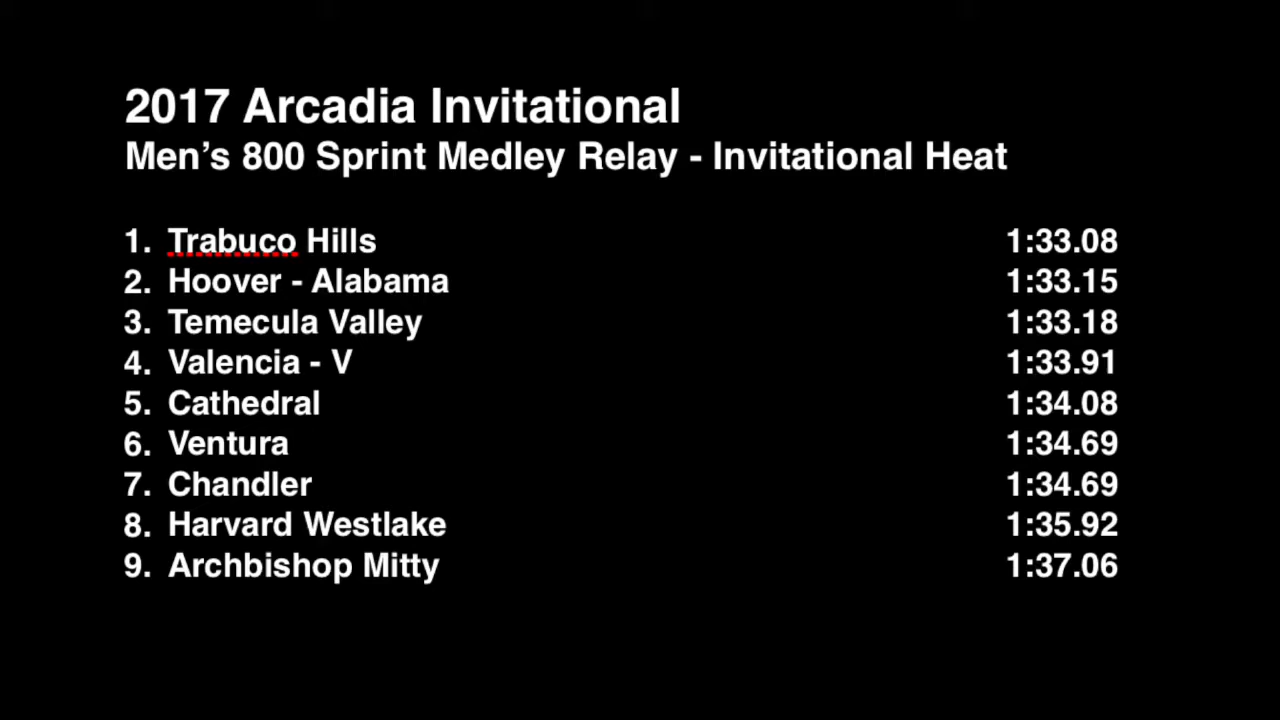 2017 Arcadia Invitational
Men’s 800 Sprint Medley Relay - Invitational Heat
1. Trabuco Hills 1:33.08
2. Hoover - Alabama 1:33.15
3. Temecula Valley 1:33.18
4. Valencia - V 1:33.91
5. Cathedral 1:34.08
6. Ventura 1:34.69
7. Chandler 1:34.69
8. Harvard Westlake 1:35.92
9. Archbishop Mitty 1:37.06